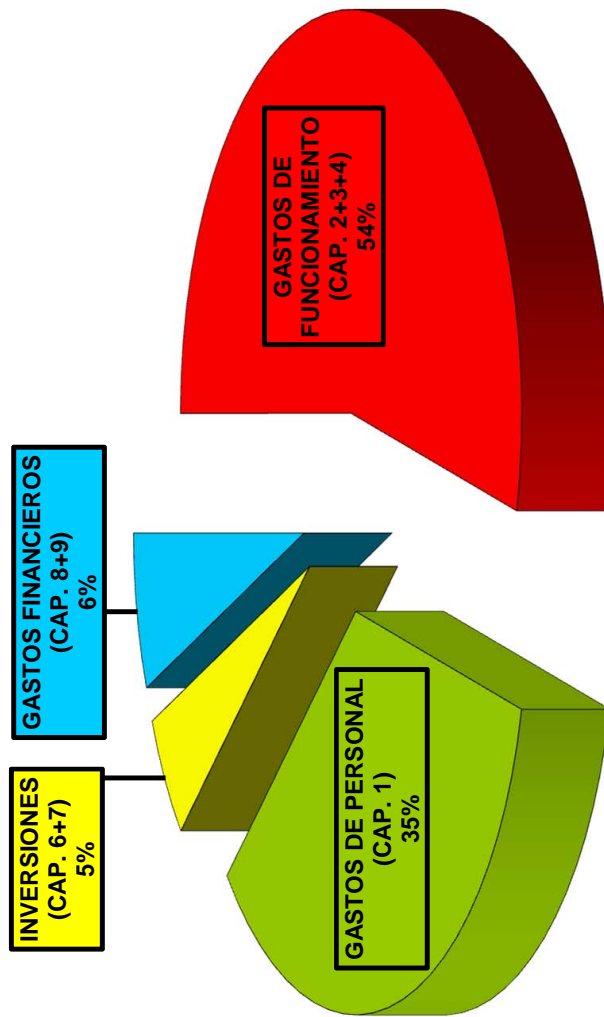 INVERSIONES
(CAP. 6+7)
5%
GASTOS FINANCIEROS
(CAP. 8+9)
6%
GASTOS DE PERSONAL
(CAP. 1)
35%
GASTOS DE
FUNCIONAMIENTO
(CAP. 2+3+4)
54%